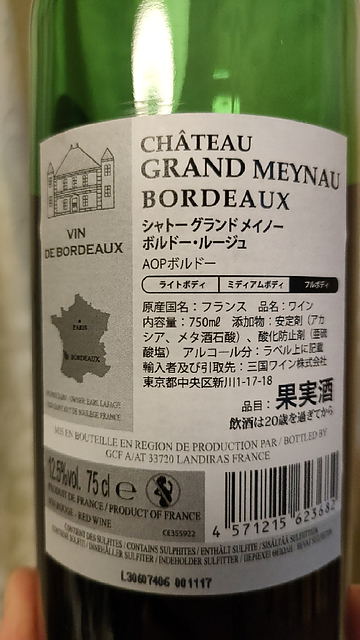 CHÂTEAU
GRAND MEYNAU
BORDEAUX
シャトー グランド メイノー
ボルドー・ルージュ
AOPボルドー
ライトボディ ミディアムボディ フルボディ
原産国名:フランス 品名:ワイン
内容量:750mℓ 添加物:安定剤(アカ
シア、メタ酒石酸)、酸化防止剤(亜硫
酸塩) アルコール分:ラベル上に記載
輸入者及び引取先:三国ワイン株式会社
東京都中央区新川1-17-18
品目:果実酒
飲酒は20歳を過ぎてから
VIN
DE BORDEAUX
PARIS
BORDEAUX
MIS EN BOUTEILLE EN REGION DE PRODUCTION PAR / BOTTLED BY
GCF A/AT 33720 LANDIRAS FRANCE
12.5%vol. 75 cl e
PRODUIT DE FRANCE / PRODUCT OF FRANCE
RED WINE
CE355922
4 571215 623682
CONTIENT DES SULFITES / CONTAINS SULPHITES / ENTHÄLT SULFITE / SISÄLTÄÄ SULFIITTEJA
L30607406 001117